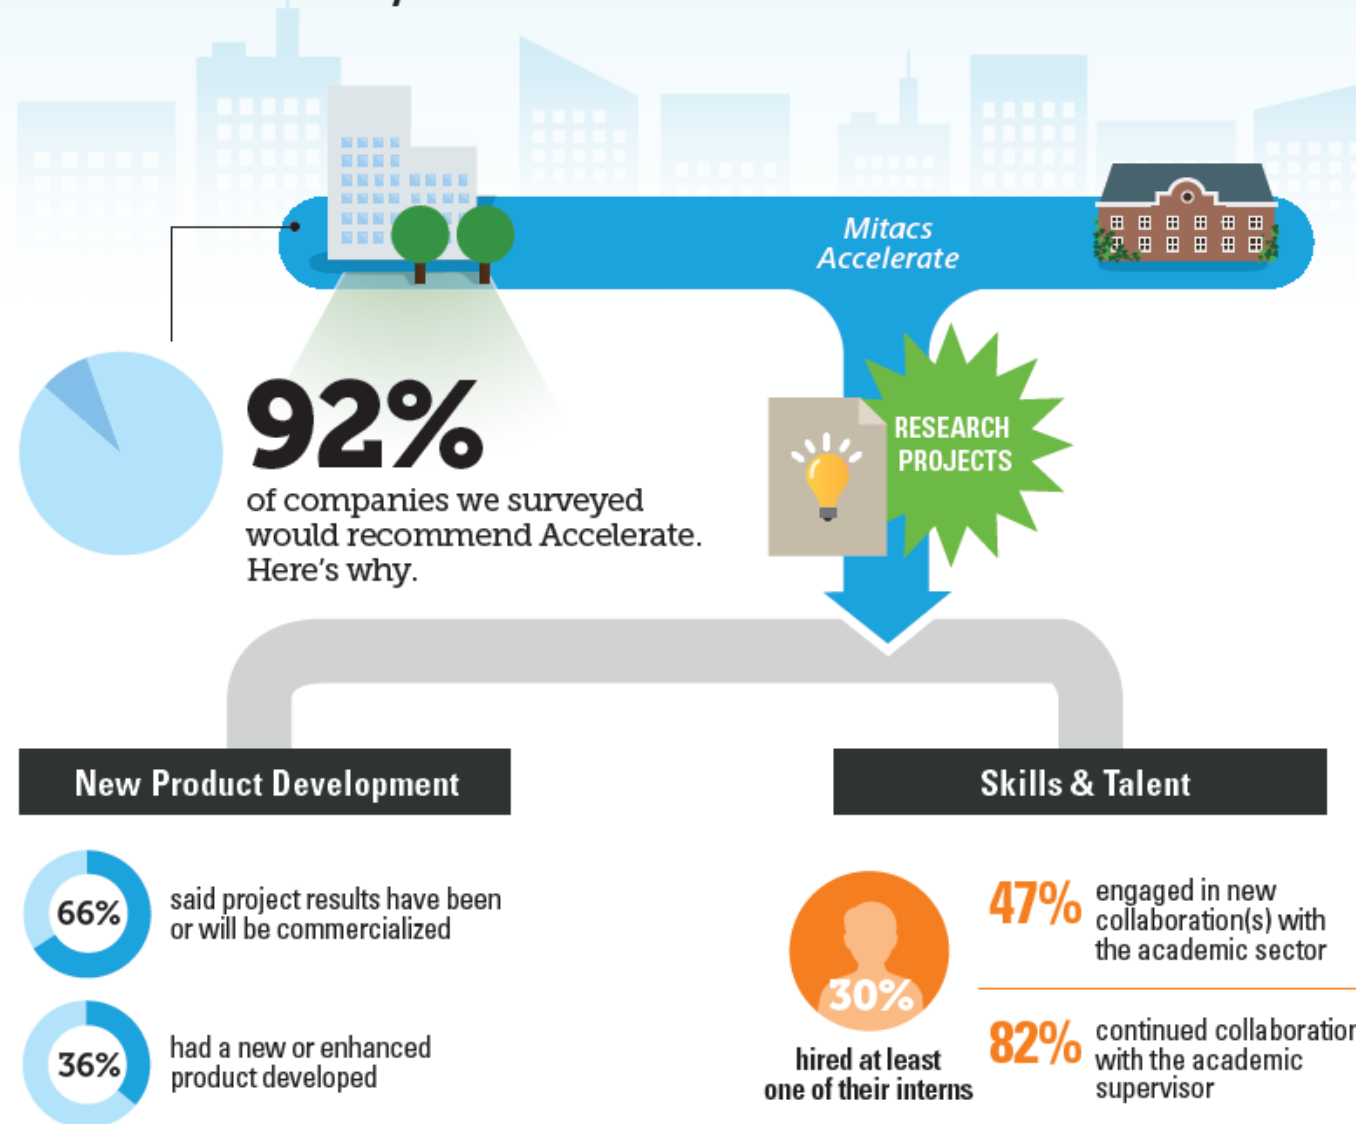 Mitacs
Accelerate
92%
of companies we surveyed
would recommend Accelerate.
Here's why.
RESEARCH
PROJECTS
New Product Development
66%
said project results have been
or will be commercialized
36%
had a new or enhanced
product developed
Skills & Talent
30%
hired at least
one of their interns
47%
engaged in new
collaboration(s) with
the academic sector
82%
continued collaboration
with the academic
supervisor